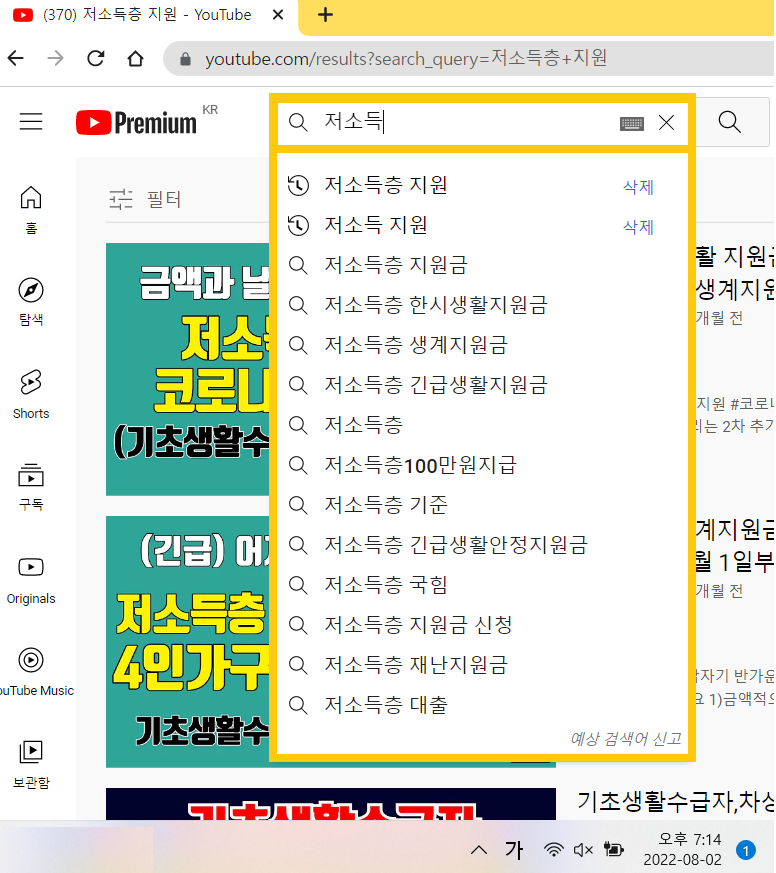 (370) 저소득층 지원 - YouTube
youtube.com/results?search_query=저소득층+지원
Premium KR
저소득
저소득층 지원 삭제
저소득 지원 삭제
저소득층 지원금
저소득층 한시생활지원금
저소득층 생계지원금
저소득층 긴급생활지원금
저소득층
저소득층100만원지급
저소득층 기준
저소득층 긴급생활안정지원금
저소득층 국힘
저소득층 지원금 신청
저소득층 재난지원금
저소득층 대출
예상 검색어 신고
홈
탐색
Shorts
구독
Originals
YouTube Music
보관함
필터
금액과
저소
코로나
(기초생활수
(긴급)
저소득층
4인가구
기초생활수
기초생활수급자
지원금
생계지원
개월 전
지원 #코로나
는 2차 추가
계지원금
월 1일부
개월 전
자기 반가운
1)금액적으
기초생활수급자,차상
가
오후 7:14
2022-08-02
1